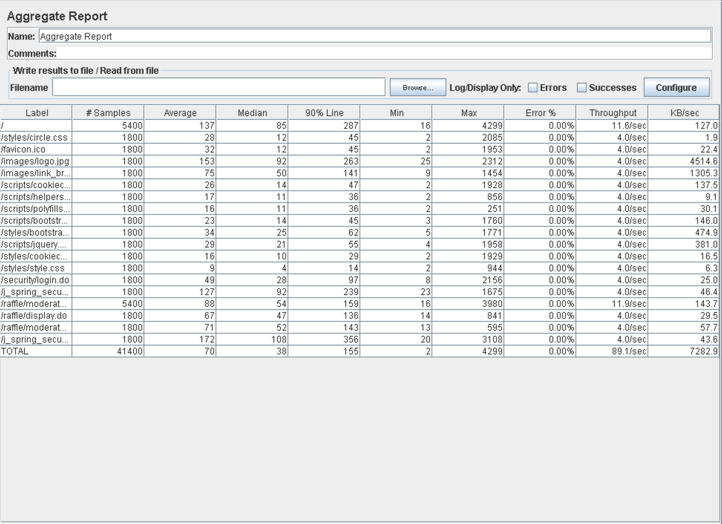 Aggregate Report
Name: Aggregate Report
Comments:
Write results to file / Read from file
Filename Browse... Log/Display Only: Errors Successes Configure
Label # Samples Average Median 90% Line Min Max Error % Throughput KB/sec
/ 5400 137 85 287 16 4299 0.00% 11.6/sec 127.0
/styles/circle.css 1800 28 12 45 2 2085 0.00% 4.0/sec 1.9
/favicon.ico 1800 32 12 45 2 1953 0.00% 4.0/sec 22.4
/images/logo.jpg 1800 153 92 263 25 2312 0.00% 4.0/sec 4514.6
/images/link_br... 1800 75 50 141 9 1454 0.00% 4.0/sec 1305.3
/scripts/cookiec... 1800 26 14 47 2 1928 0.00% 4.0/sec 137.5
/scripts/helpers... 1800 17 11 36 2 856 0.00% 4.0/sec 9.1
/scripts/polyfills... 1800 16 11 36 2 251 0.00% 4.0/sec 30.1
/scripts/bootstr... 1800 23 14 45 3 1760 0.00% 4.0/sec 146.0
/styles/bootstra... 1800 34 25 62 5 1771 0.00% 4.0/sec 474.9
/scripts/jquery.... 1800 29 21 55 4 1958 0.00% 4.0/sec 381.0
/styles/cookiec... 1800 16 10 29 2 1929 0.00% 4.0/sec 16.5
/styles/style.css 1800 9 4 14 2 944 0.00% 4.0/sec 6.3
/security/login.do 1800 49 28 97 8 2156 0.00% 4.0/sec 25.0
/j_spring_secu... 1800 127 92 239 23 1675 0.00% 4.0/sec 46.4
/raffle/moderat... 5400 88 54 159 16 3980 0.00% 11.9/sec 143.7
/raffle/display.do 1800 67 47 136 14 841 0.00% 4.0/sec 29.5
/raffle/moderat... 1800 71 52 143 13 595 0.00% 4.0/sec 57.7
/j_spring_secu... 1800 172 108 356 20 3108 0.00% 4.0/sec 43.6
TOTAL 41400 70 38 155 2 4299 0.00% 89.1/sec 7282.9